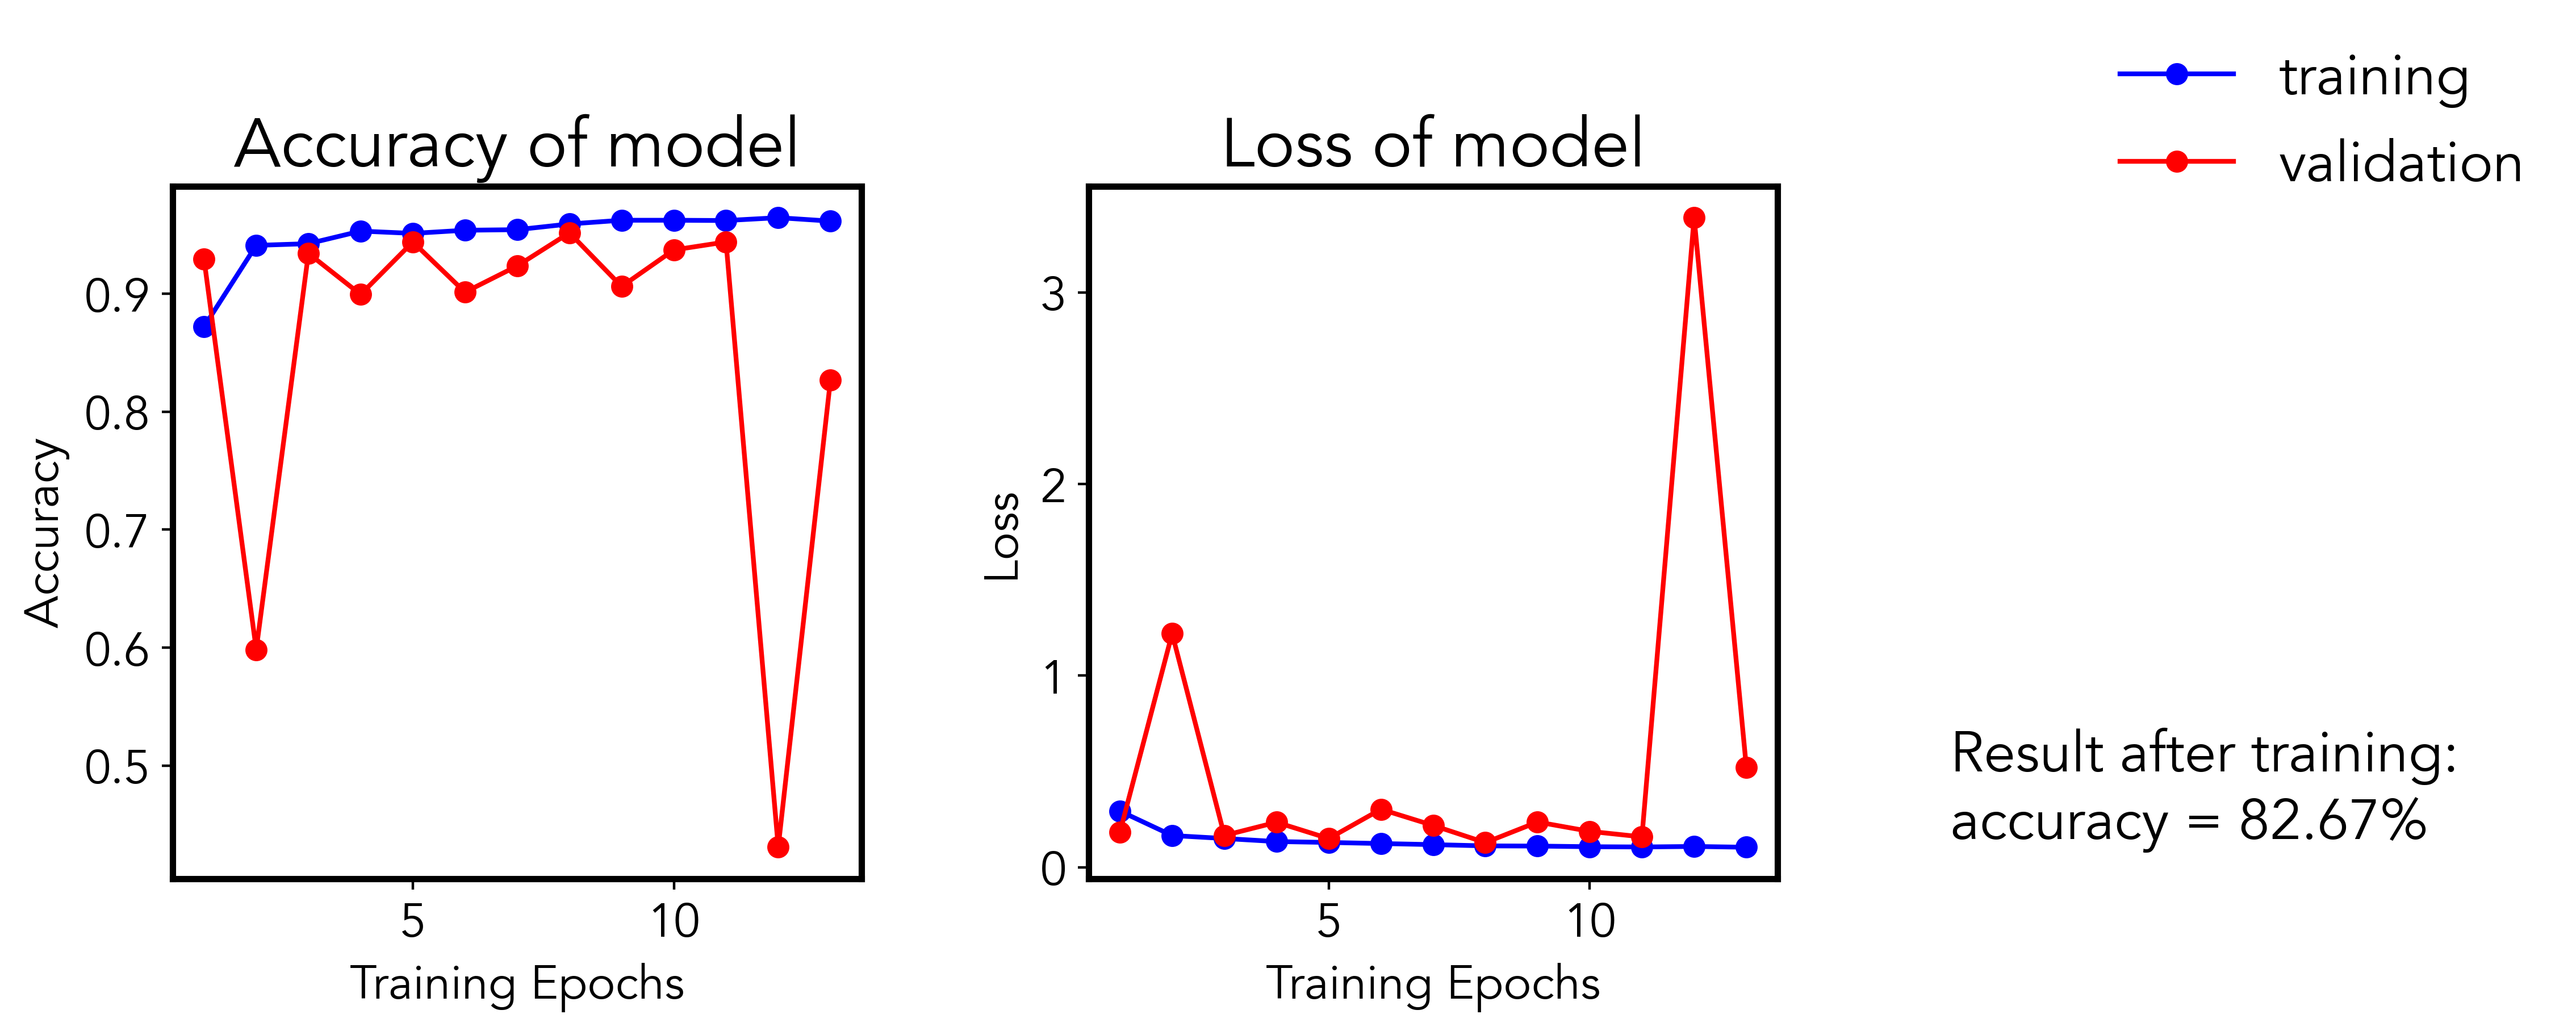 training
validation
Accuracy of model
Accuracy
0.9
0.8
0.7
0.6
0.5
5
10
Training Epochs
Loss of model
Loss
3
2
1
0
5
10
Training Epochs
Result after training:
accuracy = 82.67%